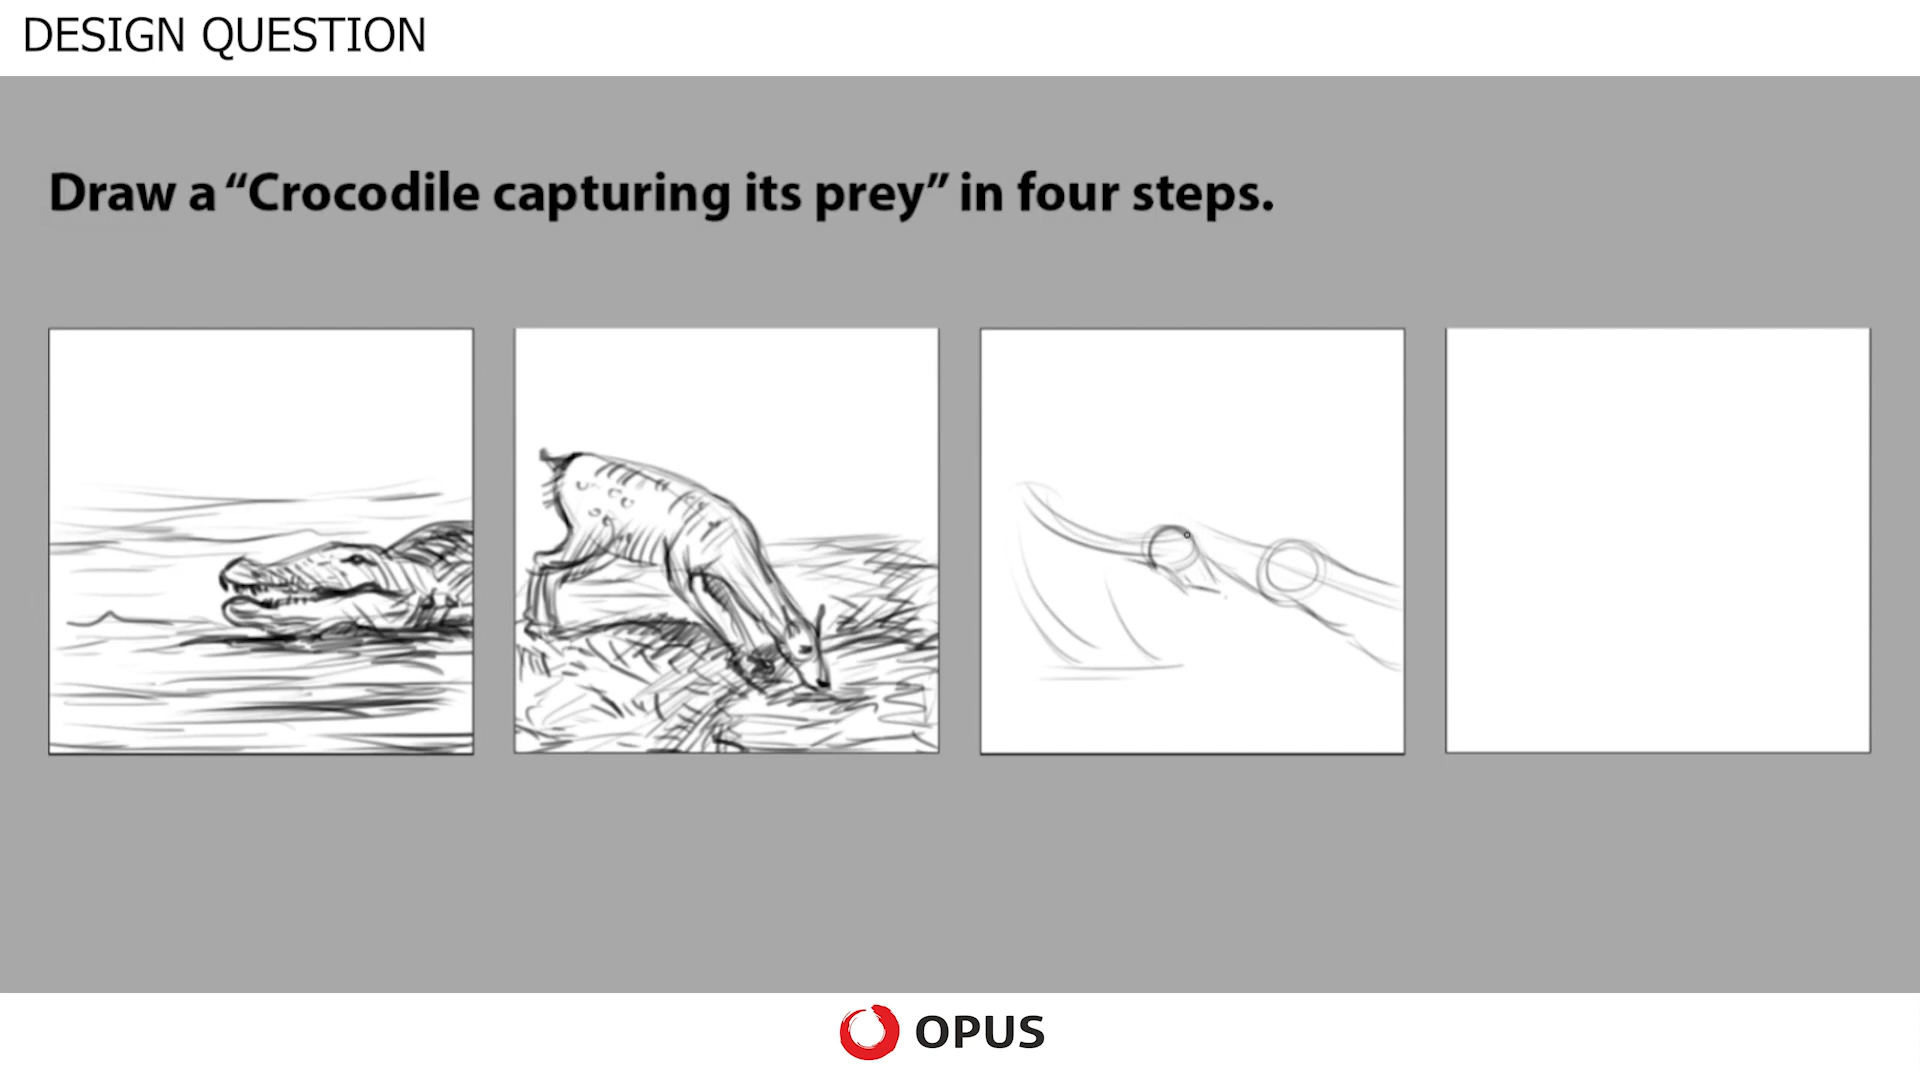 DESIGN QUESTION
Draw a “Crocodile capturing its prey” in four steps.
OPUS